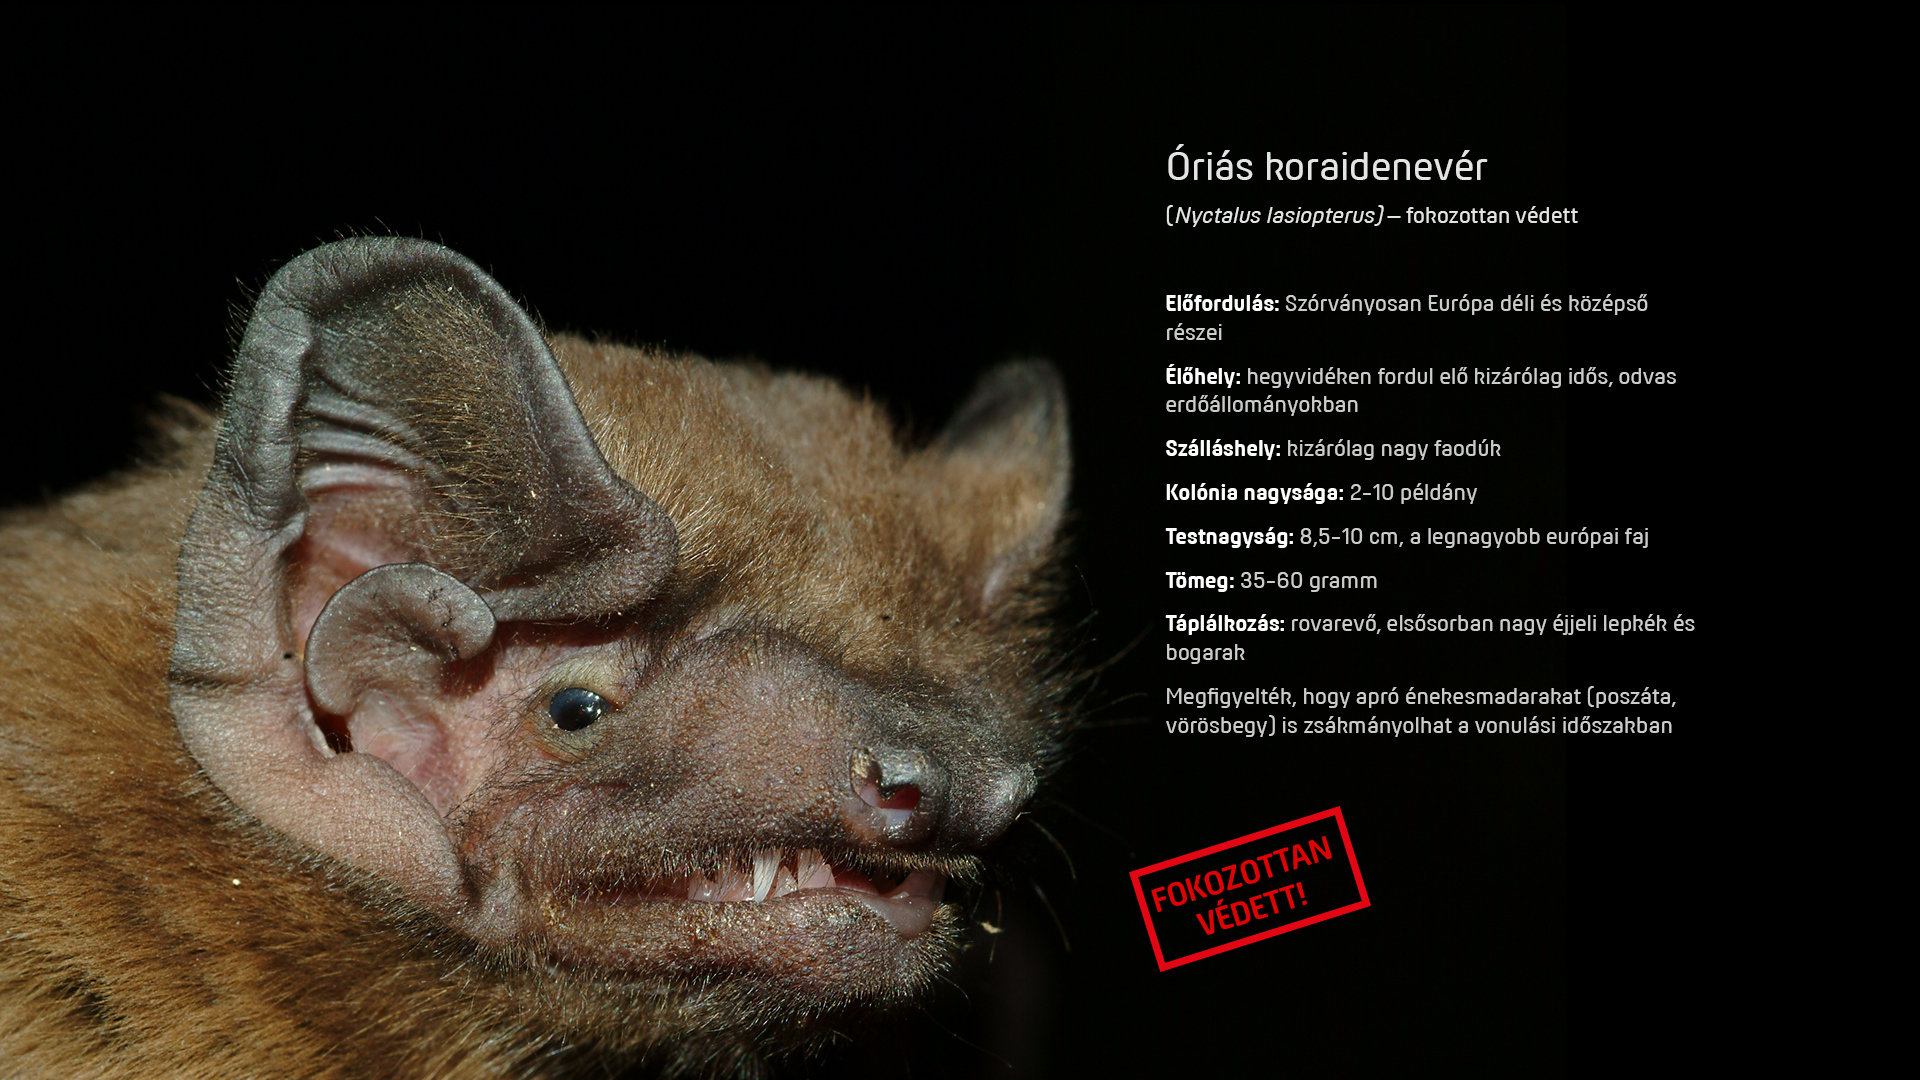 Óriás koraidenevér
(Nyctalus lasiopterus) – fokozottan védett
Előfordulás: Szórványosan Európa déli és középső
részei
Élőhely: hegyvidéken fordul elő kizárólag idős, odvas
erdőállományokban
Szálláshely: kizárólag nagy faodúk
Kolónia nagysága: 2-10 példány
Testnagyság: 8,5-10 cm, a legnagyobb európai faj
Tömeg: 35-60 gramm
Táplálkozás: rovarevő, elsősorban nagy éjjeli lepkék és
bogarak
Megfigyelték, hogy apró énekesmadarakat (poszáta,
vörösbegy) is zsákmányolhat a vonulási időszakban
FOKOZOTTAN
VÉDETT!